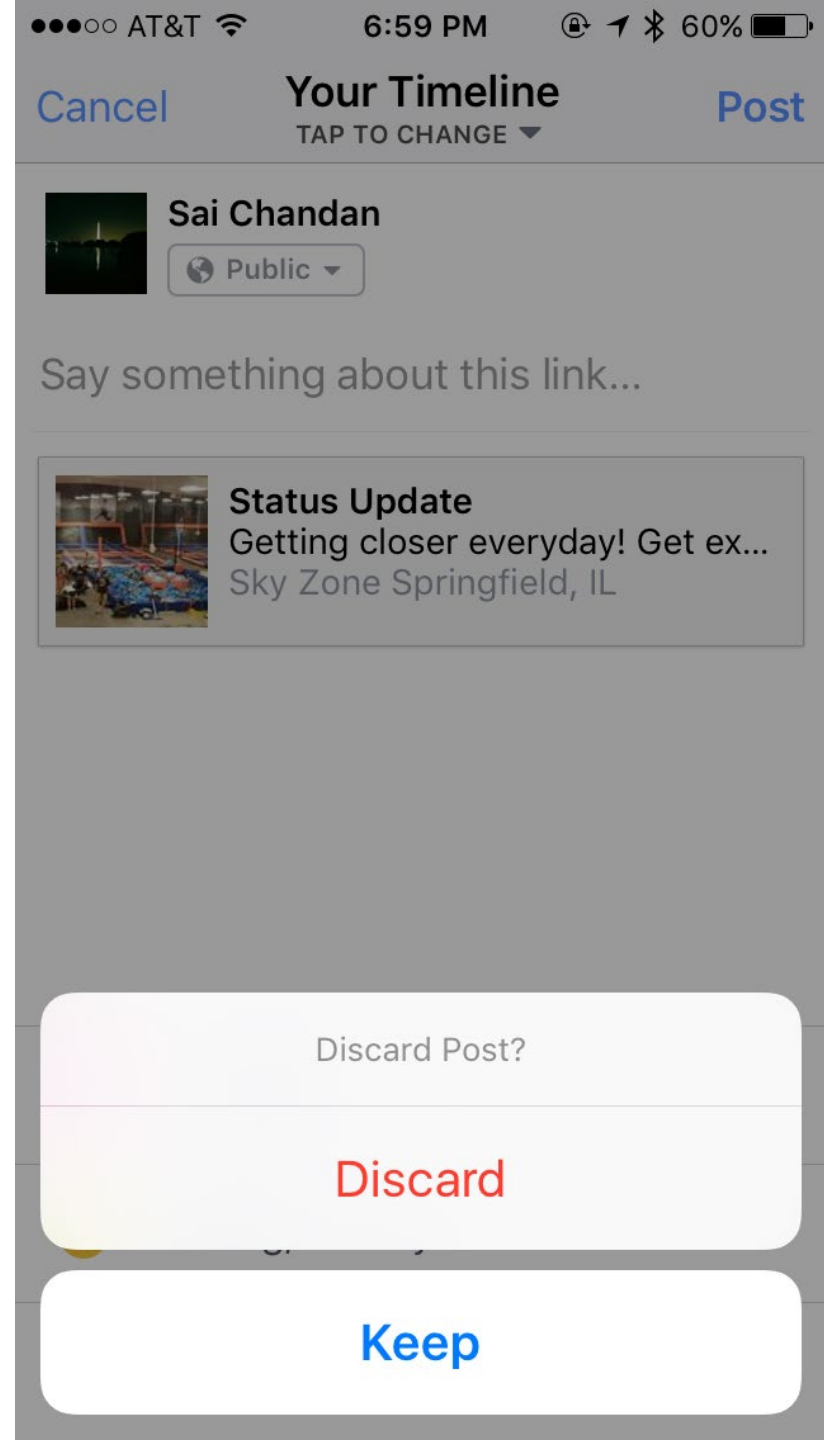 AT&T 6:59 PM 60%
Cancel Your Timeline Post
TAP TO CHANGE
Sai Chandan
Public
Say something about this link...
Status Update
Getting closer everyday! Get ex...
Sky Zone Springfield, IL
Discard Post?
Discard
Keep